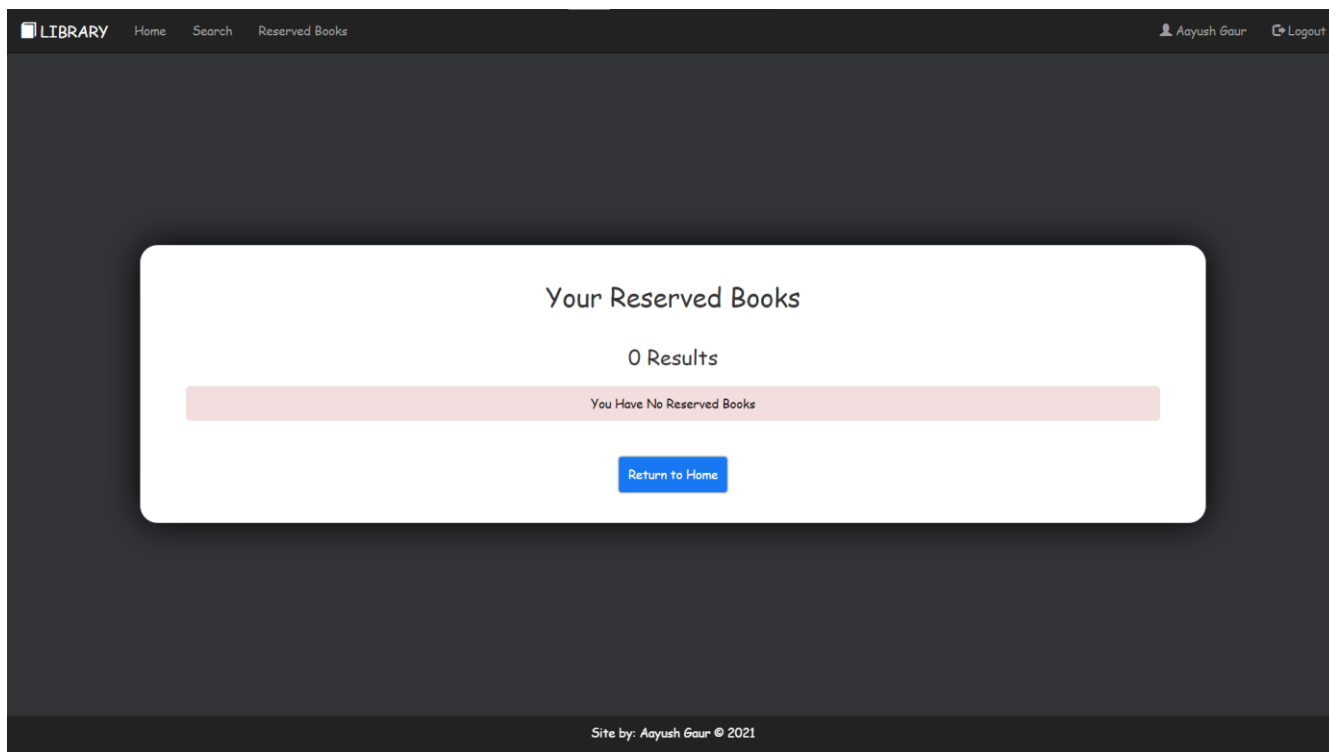 LIBRARY Home Search Reserved Books Aayush Gaur Logout
Your Reserved Books
0 Results
You Have No Reserved Books
Return to Home
Site by: Aayush Gaur © 2021